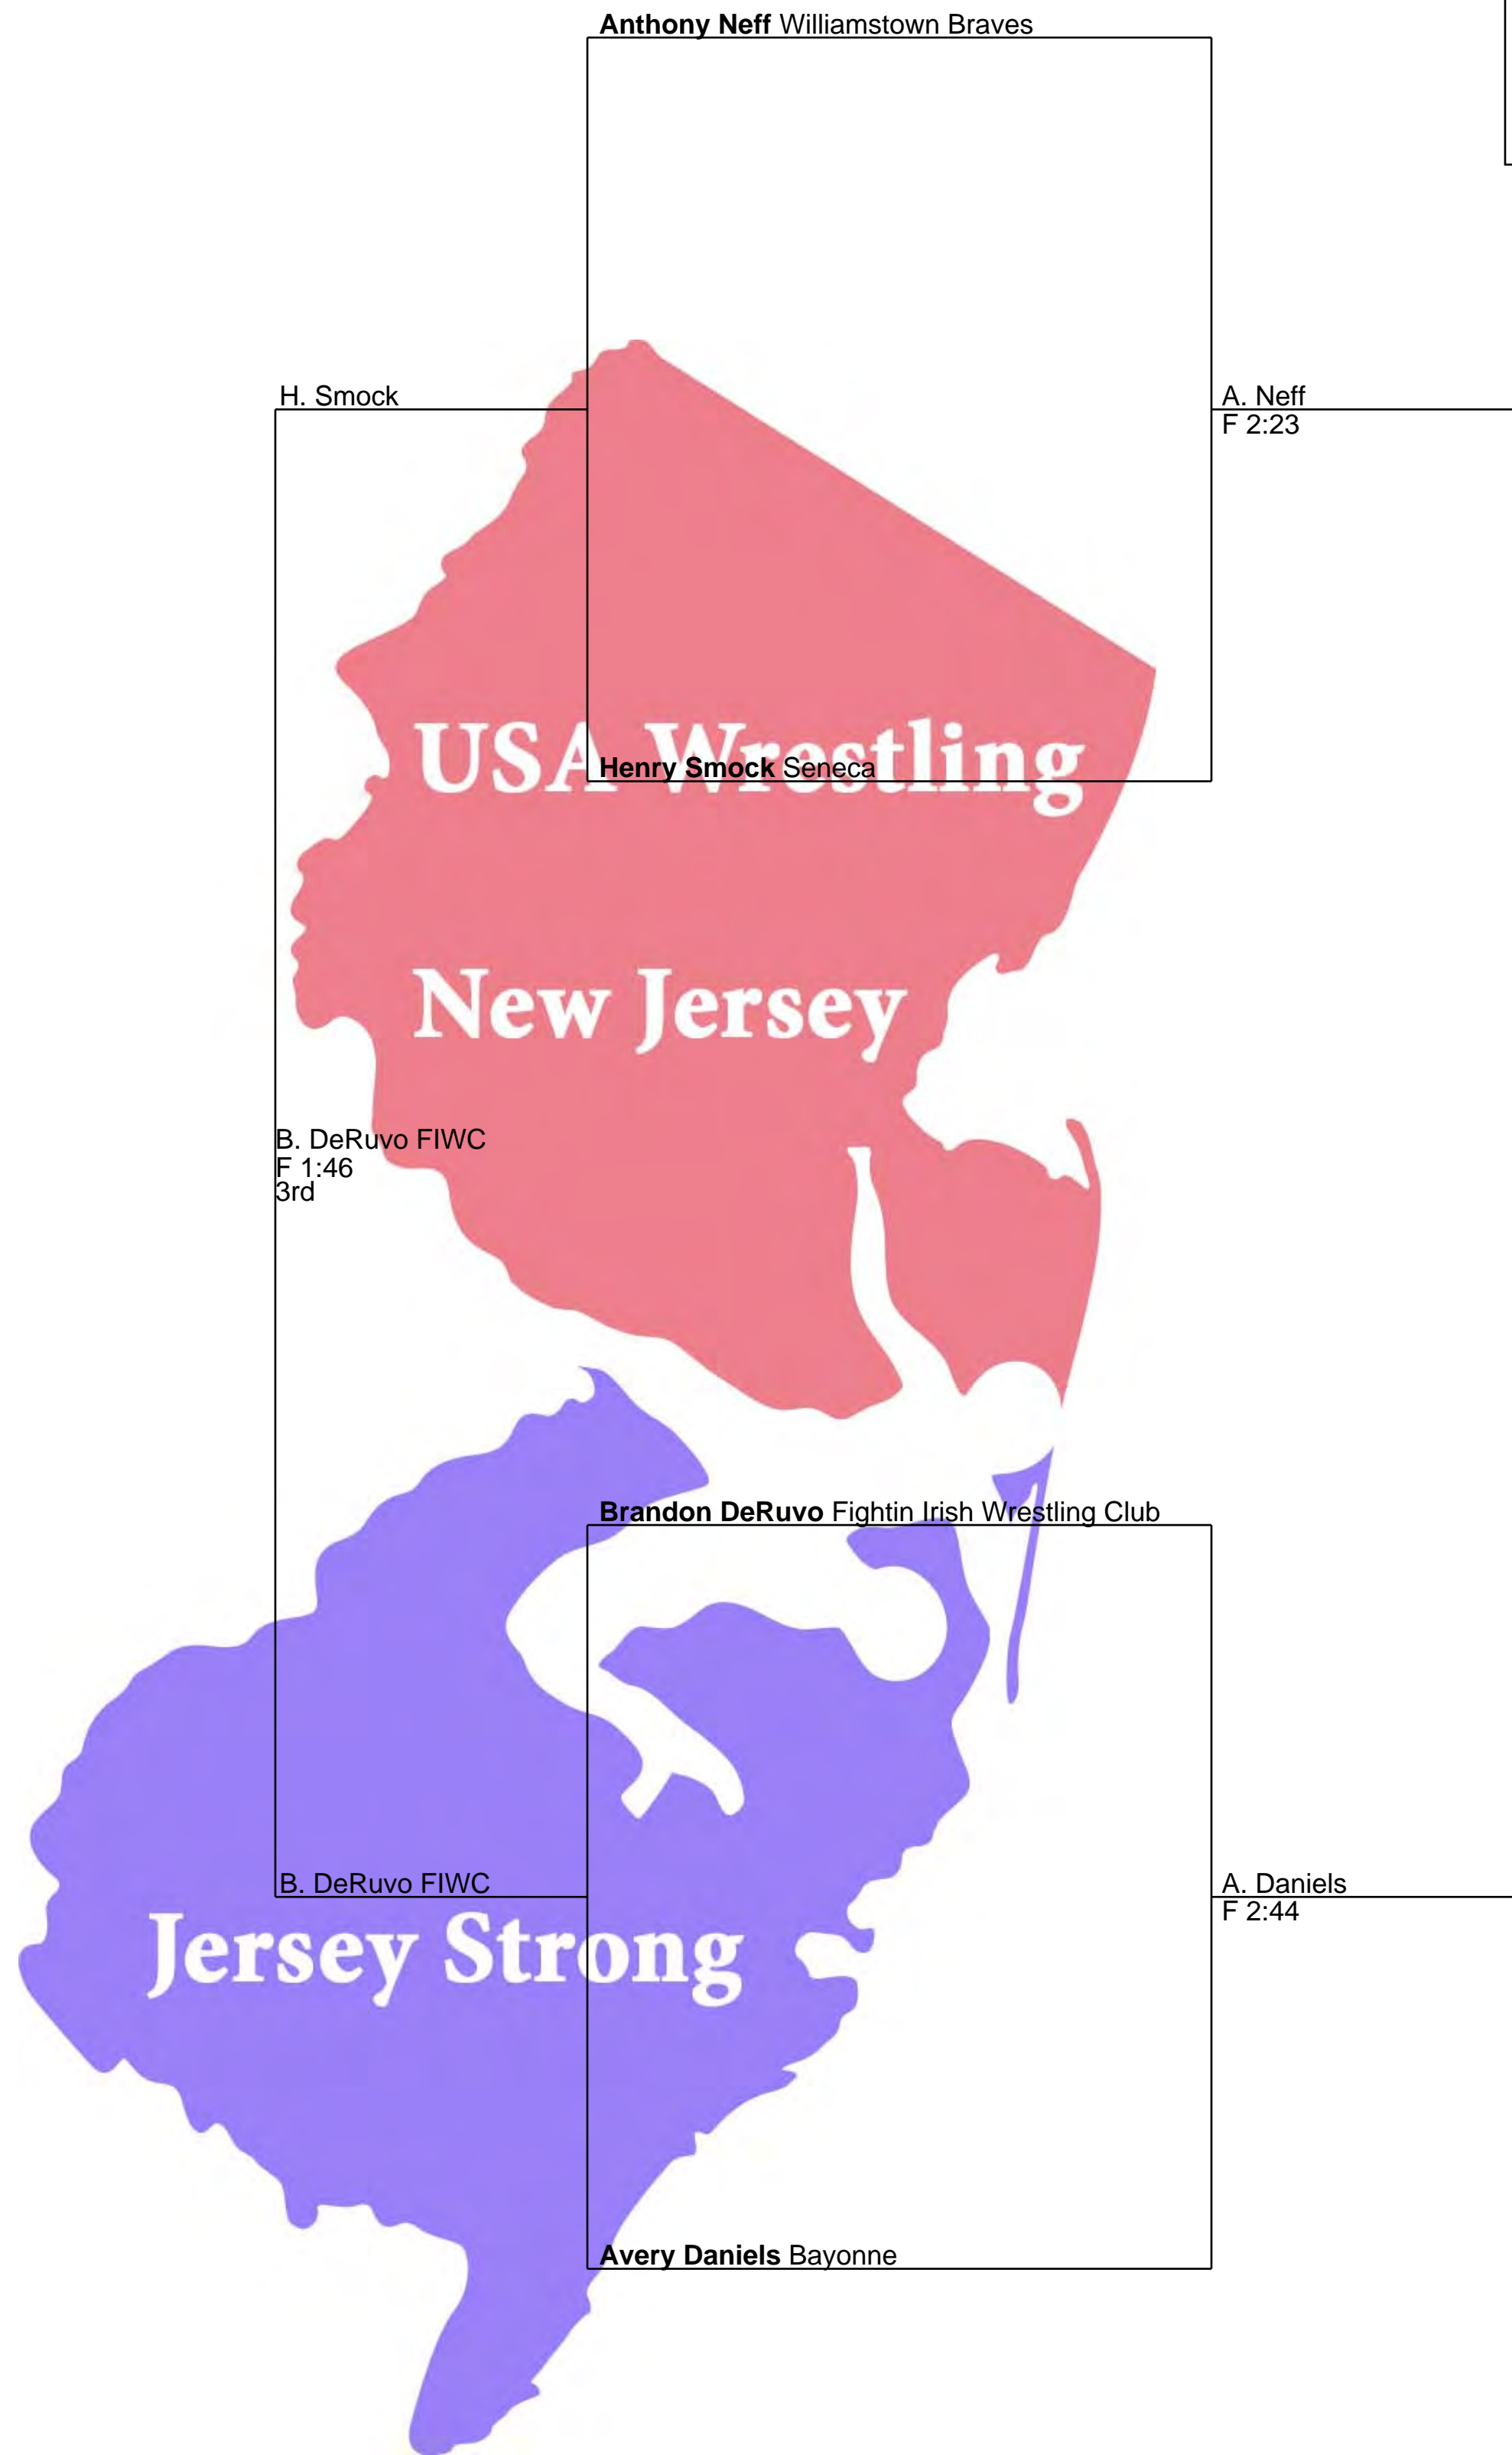 Anthony Neff Williamstown Braves
H. Smock
A. Neff
F 2:23
USA Wrestling
Henry Smock Seneca
New Jersey
B. DeRuvo FIWC
F 1:46
3rd
Brandon DeRuvo Fightin Irish Wrestling Club
B. DeRuvo FIWC
A. Daniels
F 2:44
Jersey Strong
Avery Daniels Bayonne